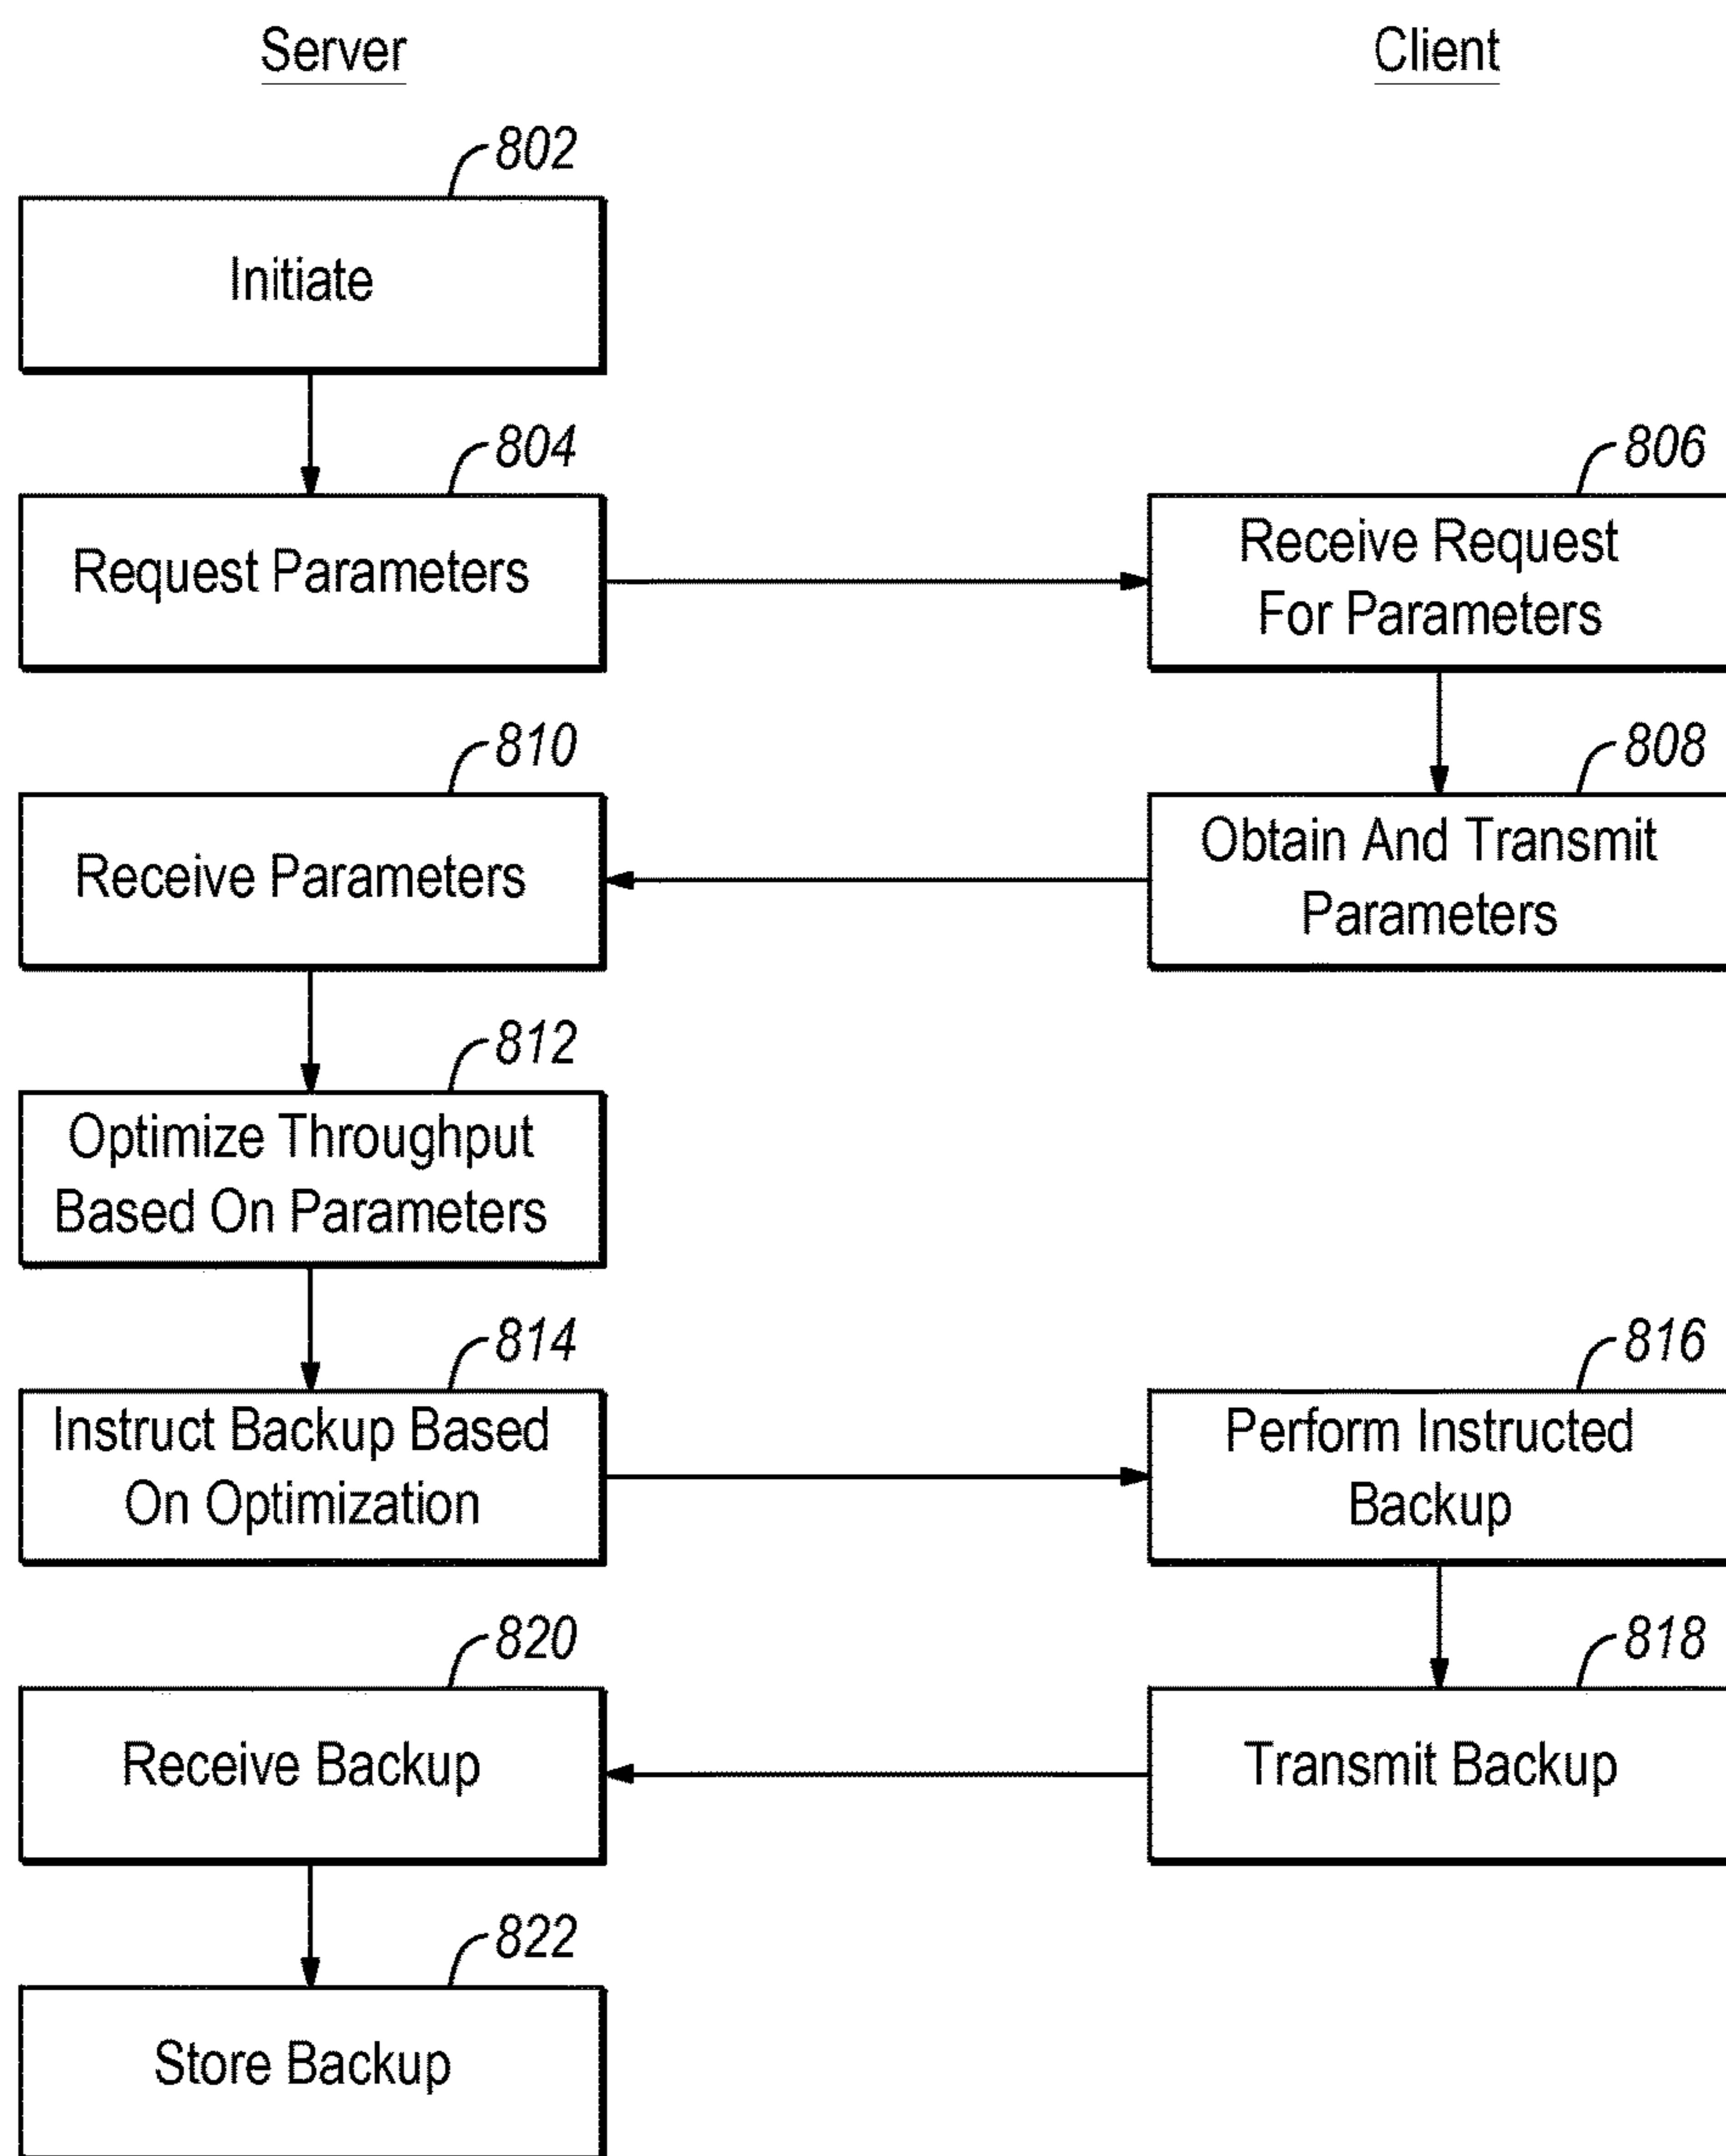 Server
Client
802
Initiate
804
Request Parameters
806
Receive Request
For Parameters
810
Receive Parameters
808
Obtain And Transmit
Parameters
812
Optimize Throughput
Based On Parameters
814
Instruct Backup Based
On Optimization
816
Perform Instructed
Backup
820
Receive Backup
818
Transmit Backup
822
Store Backup